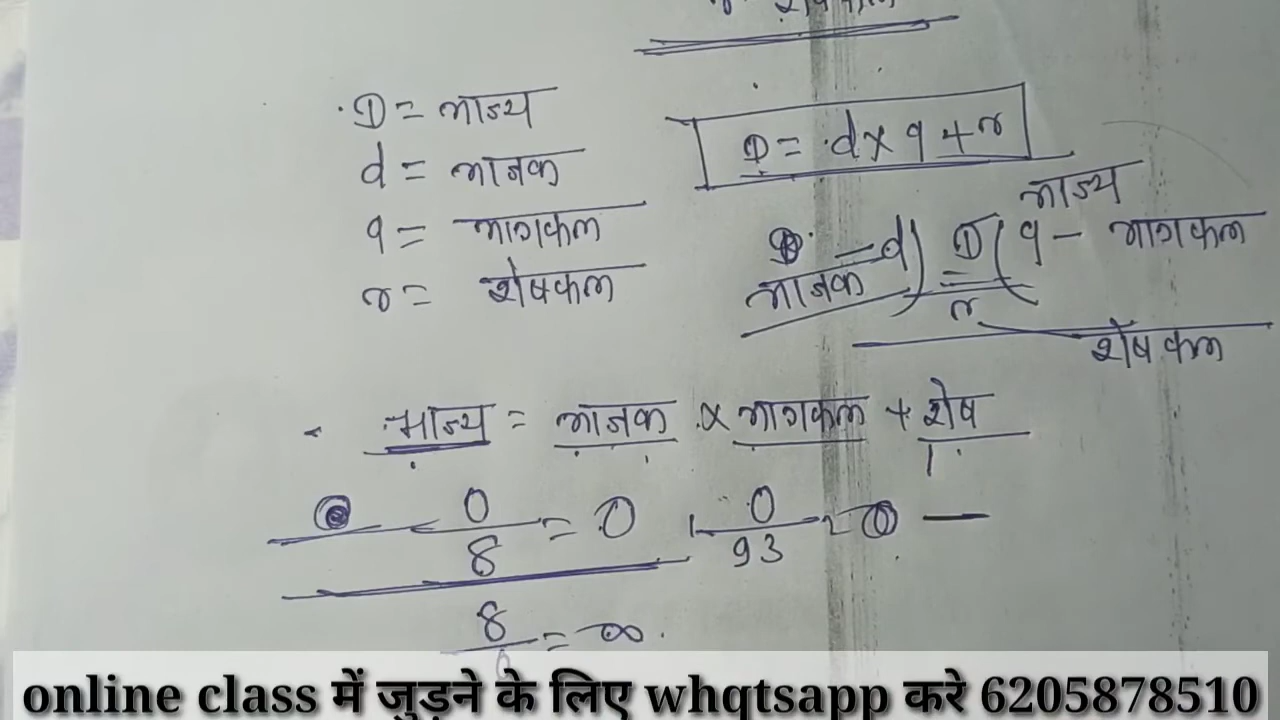 शेषफल
D = भाज्य
d = भाजक
q = भागफल
r = शेषफल
D = d x q + r
भाज्य
d) D (q - भागफल
भाजक
r
शेषफल
भाज्य = भाजक x भागफल + शेष
0/8 = 0
0/93 = 0
8/0 = ∞
online class में जुड़ने के लिए whqtsapp करे 6205878510